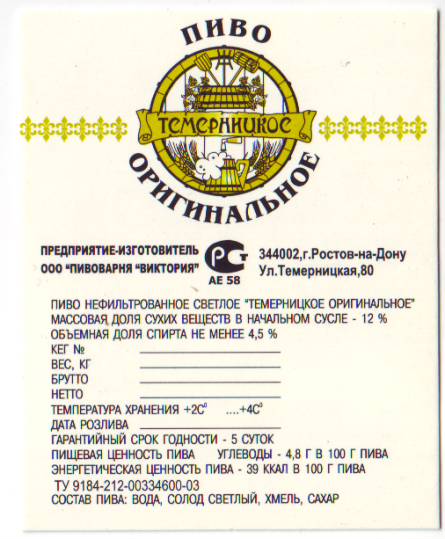 ПИВО
ТЕМЕРНИЦКОЕ
ОРИГИНАЛЬНОЕ
ПРЕДПРИЯТИЕ-ИЗГОТОВИТЕЛЬ
ООО "ПИВОВАРНЯ "ВИКТОРИЯ"
РСТ
АЕ 58
344002,г.Ростов-на-Дону
Ул.Темерницкая,80
ПИВО НЕФИЛЬТРОВАННОЕ СВЕТЛОЕ "ТЕМЕРНИЦКОЕ ОРИГИНАЛЬНОЕ"
МАССОВАЯ ДОЛЯ СУХИХ ВЕЩЕСТВ В НАЧАЛЬНОМ СУСЛЕ - 12 %
ОБЪЕМНАЯ ДОЛЯ СПИРТА НЕ МЕНЕЕ 4,5 %
КЕГ №
ВЕС, КГ
БРУТТО
НЕТТО
ТЕМПЕРАТУРА ХРАНЕНИЯ +2С⁰ ....+4С⁰
ДАТА РОЗЛИВА
ГАРАНТИЙНЫЙ СРОК ГОДНОСТИ - 5 СУТОК
ПИЩЕВАЯ ЦЕННОСТЬ ПИВА УГЛЕВОДЫ - 4,8 Г В 100 Г ПИВА
ЭНЕРГЕТИЧЕСКАЯ ЦЕННОСТЬ ПИВА - 39 ККАЛ В 100 Г ПИВА
ТУ 9184-212-00334600-03
СОСТАВ ПИВА: ВОДА, СОЛОД СВЕТЛЫЙ, ХМЕЛЬ, САХАР